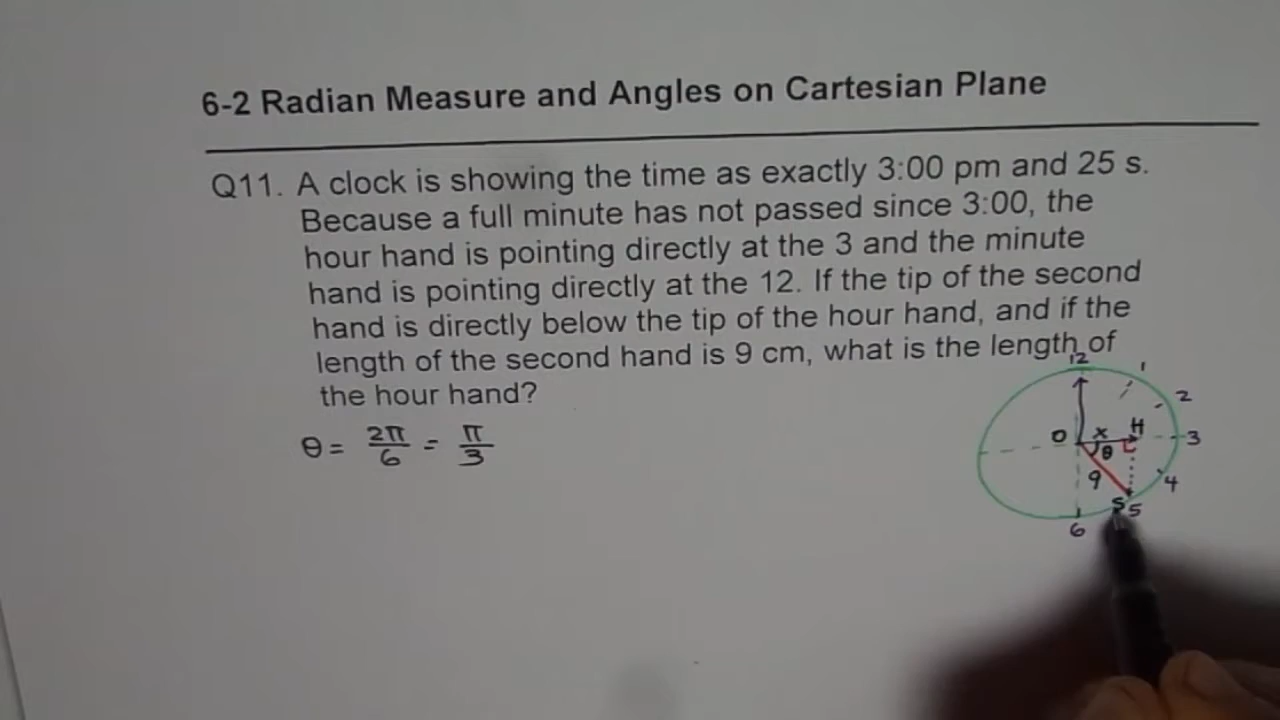 6-2 Radian Measure and Angles on Cartesian Plane
Q11. A clock is showing the time as exactly 3:00 pm and 25 s.
Because a full minute has not passed since 3:00, the
hour hand is pointing directly at the 3 and the minute
hand is pointing directly at the 12. If the tip of the second
hand is directly below the tip of the hour hand, and if the
length of the second hand is 9 cm, what is the length of
the hour hand?
θ = 2π/6 = π/3
12
1
2
O x H
3
θ
9
4
S 5
6